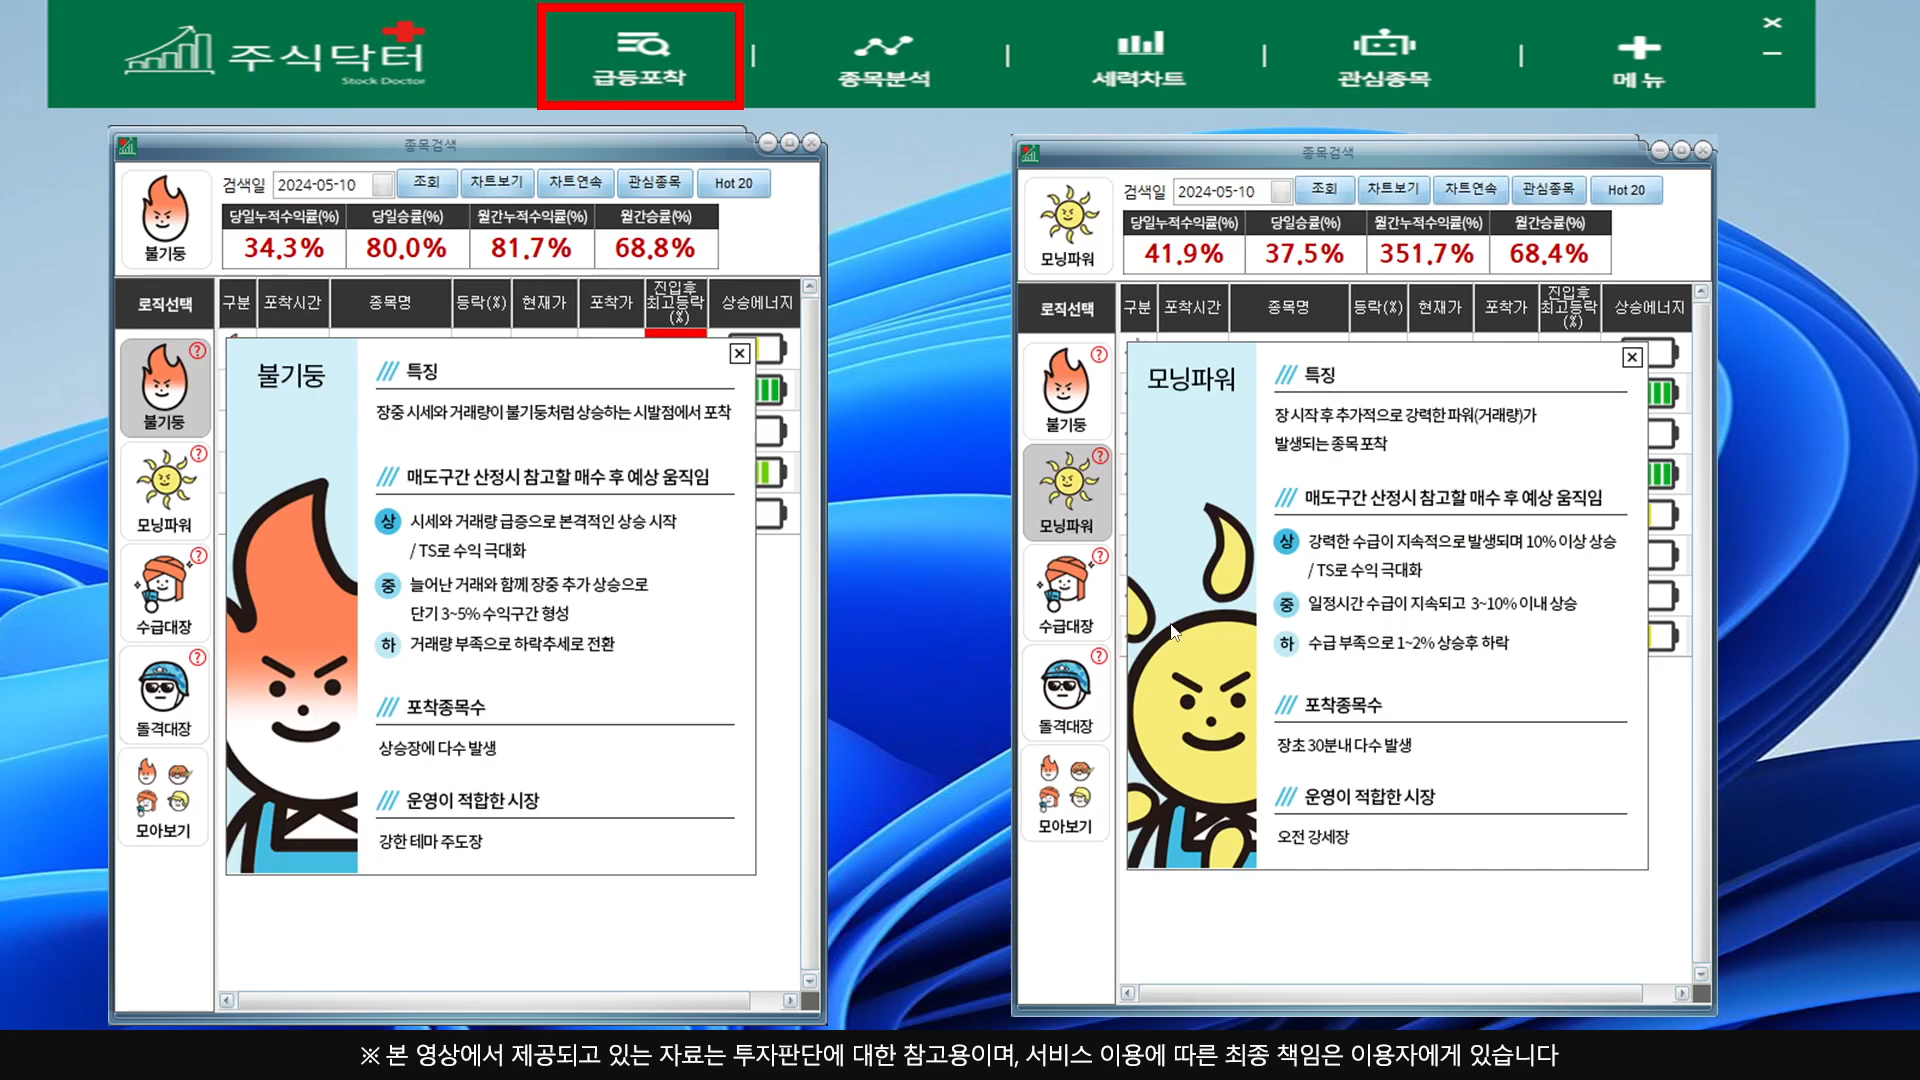 주식닥터
Stock Doctor
급등포착
종목분석
세력차트
관심종목
메뉴
종목검색
불기둥
검색일 2024-05-10 조회 차트보기 차트연속 관심종목 Hot 20
당일누적수익률(%) 당일승률(%) 월간누적수익률(%) 월간승률(%)
34.3% 80.0% 81.7% 68.8%
로직선택
구분 포착시간 종목명 등락(%) 현재가 포착가 진입후 최고등락 (%) 상승에너지
불기둥
모닝파워
수급대장
돌격대장
모아보기
불기둥
/// 특징
장중 시세와 거래량이 불기둥처럼 상승하는 시발점에서 포착
/// 매도구간 산정시 참고할 매수 후 예상 움직임
상 시세와 거래량 급증으로 본격적인 상승 시작
/ TS로 수익 극대화
중 늘어난 거래와 함께 장중 추가 상승으로
단기 3~5% 수익구간 형성
하 거래량 부족으로 하락추세로 전환
/// 포착종목수
상승장에 다수 발생
/// 운영이 적합한 시장
강한 테마 주도장
종목검색
모닝파워
검색일 2024-05-10 조회 차트보기 차트연속 관심종목 Hot 20
당일누적수익률(%) 당일승률(%) 월간누적수익률(%) 월간승률(%)
41.9% 37.5% 351.7% 68.4%
로직선택
구분 포착시간 종목명 등락(%) 현재가 포착가 진입후 최고등락 (%) 상승에너지
불기둥
모닝파워
수급대장
돌격대장
모아보기
모닝파워
/// 특징
장 시작 후 추가적으로 강력한 파워(거래량)가
발생되는 종목 포착
/// 매도구간 산정시 참고할 매수 후 예상 움직임
상 강력한 수급이 지속적으로 발생되며 10% 이상 상승
/ TS로 수익 극대화
중 일정시간 수급이 지속되고 3~10% 이내 상승
하 수급 부족으로 1~2% 상승후 하락
/// 포착종목수
장초 30분내 다수 발생
/// 운영이 적합한 시장
오전 강세장
※ 본 영상에서 제공되고 있는 자료는 투자판단에 대한 참고용이며, 서비스 이용에 따른 최종 책임은 이용자에게 있습니다